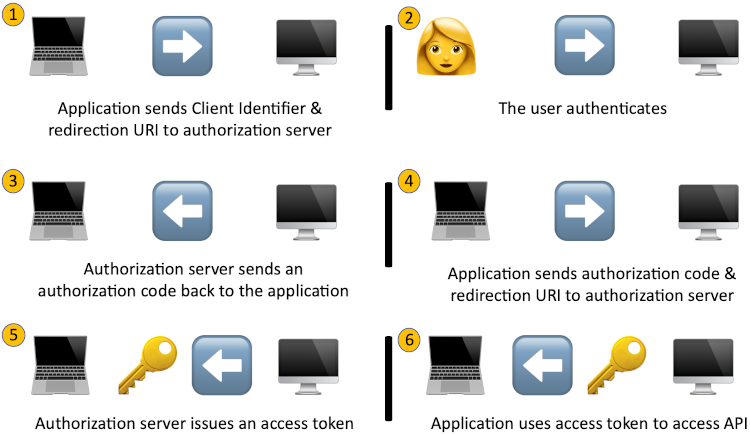 1
Application sends Client Identifier &
redirection URI to authorization server
2
The user authenticates
3
Authorization server sends an
authorization code back to the application
4
Application sends authorization code &
redirection URI to authorization server
5
Authorization server issues an access token
6
Application uses access token to access API